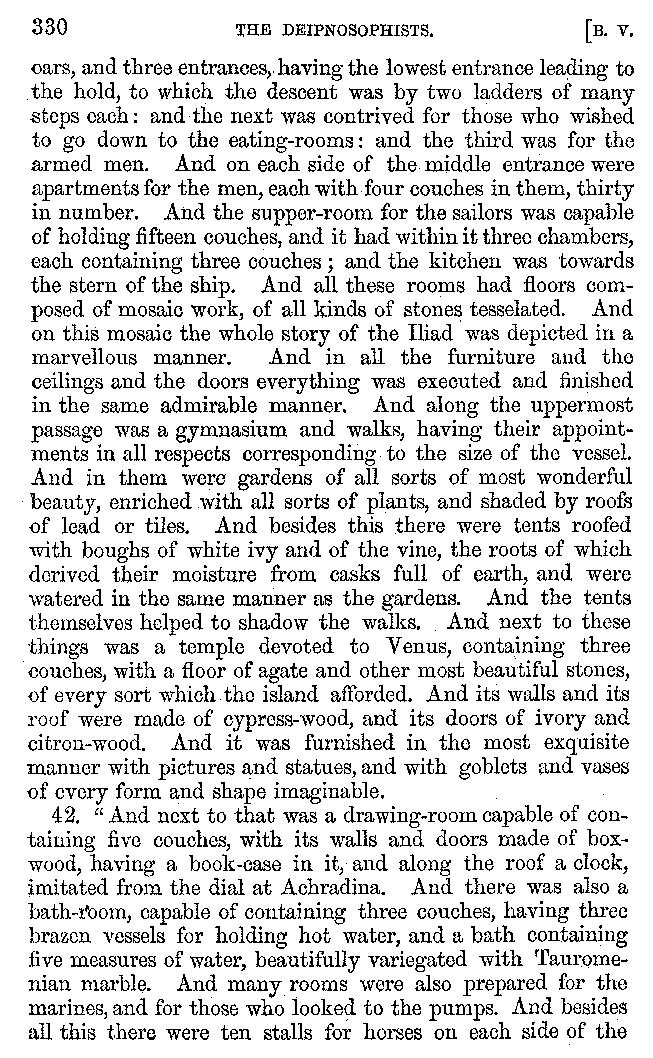 330 THE DEIPNOSOPHISTS. [B. V.
oars, and three entrances, having the lowest entrance leading to
the hold, to which the descent was by two ladders of many
steps each: and the next was contrived for those who wished
to go down to the eating-rooms: and the third was for the
armed men. And on each side of the middle entrance were
apartments for the men, each with four couches in them, thirty
in number. And the supper-room for the sailors was capable
of holding fifteen couches, and it had within it three chambers,
each containing three couches; and the kitchen was towards
the stern of the ship. And all these rooms had floors com-
posed of mosaic work, of all kinds of stones tesselated. And
on this mosaic the whole story of the Iliad was depicted in a
marvellous manner. And in all the furniture and the
ceilings and the doors everything was executed and finished
in the same admirable manner. And along the uppermost
passage was a gymnasium and walks, having their appoint-
ments in all respects corresponding to the size of the vessel.
And in them were gardens of all sorts of most wonderful
beauty, enriched with all sorts of plants, and shaded by roofs
of lead or tiles. And besides this there were tents roofed
with boughs of white ivy and of the vine, the roots of which
derived their moisture from casks full of earth, and were
watered in the same manner as the gardens. And the tents
themselves helped to shadow the walks. And next to these
things was a temple devoted to Venus, containing three
couches, with a floor of agate and other most beautiful stones,
of every sort which the island afforded. And its walls and its
roof were made of cypress-wood, and its doors of ivory and
citron-wood. And it was furnished in the most exquisite
manner with pictures and statues, and with goblets and vases
of every form and shape imaginable.
42. "And next to that was a drawing-room capable of con-
taining five couches, with its walls and doors made of box-
wood, having a book-case in it, and along the roof a clock,
imitated from the dial at Achradina. And there was also a
bath-room, capable of containing three couches, having three
brazen vessels for holding hot water, and a bath containing
five measures of water, beautifully variegated with Taurome-
nian marble. And many rooms were also prepared for the
marines, and for those who looked to the pumps. And besides
all this there were ten stalls for horses on each side of the